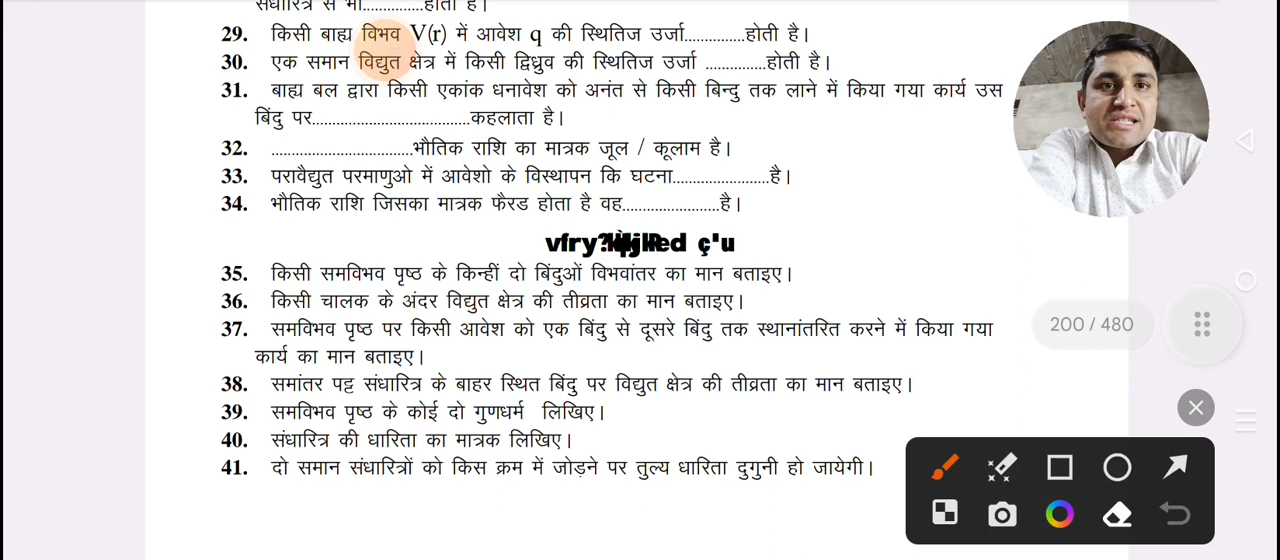 संधारित्र से भी..............होता है।
29. किसी बाह्य विभव V(r) में आवेश q की स्थितिज उर्जा..............होती है।
30. एक समान विद्युत क्षेत्र में किसी द्विध्रुव की स्थितिज उर्जा ..............होती है।
31. बाह्य बल द्वारा किसी एकांक धनावेश को अनंत से किसी बिन्दु तक लाने में किया गया कार्य उस
बिंदु पर......................................कहलाता है।
32. ..................................भौतिक राशि का मात्रक जूल / कूलाम है।
33. परावैद्युत परमाणुओ में आवेशो के विस्थापन कि घटना.......................है।
34. भौतिक राशि जिसका मात्रक फैरड होता है वह.......................है।
35. किसी समविभव पृष्ठ के किन्हीं दो बिंदुओं विभवांतर का मान बताइए।
36. किसी चालक के अंदर विद्युत क्षेत्र की तीव्रता का मान बताइए।
37. समविभव पृष्ठ पर किसी आवेश को एक बिंदु से दूसरे बिंदु तक स्थानांतरित करने में किया गया
कार्य का मान बताइए।
200 / 480
38. समांतर पट्ट संधारित्र के बाहर स्थित बिंदु पर विद्युत क्षेत्र की तीव्रता का मान बताइए।
39. समविभव पृष्ठ के कोई दो गुणधर्म लिखिए।
40. संधारित्र की धारिता का मात्रक लिखिए।
41. दो समान संधारित्रों को किस क्रम में जोड़ने पर तुल्य धारिता दुगुनी हो जायेगी।